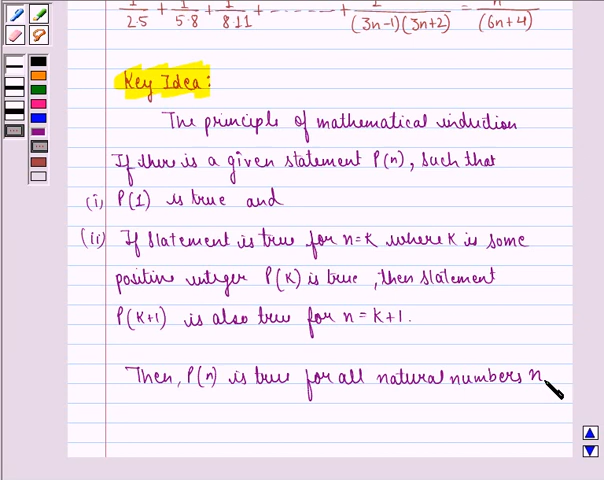 1/2.5 + 1/5.8 + 1/8.11 + ........ + 1/(3n-1)(3n+2) = n/(6n+4)
Key Idea:
The principle of mathematical induction
If there is a given statement P(n), such that
(i) P(1) is true and
(ii) If statement is true for n=k where k is some
positive integer P(k) is true, then statement
P(k+1) is also true for n=k+1.
Then, P(n) is true for all natural numbers n